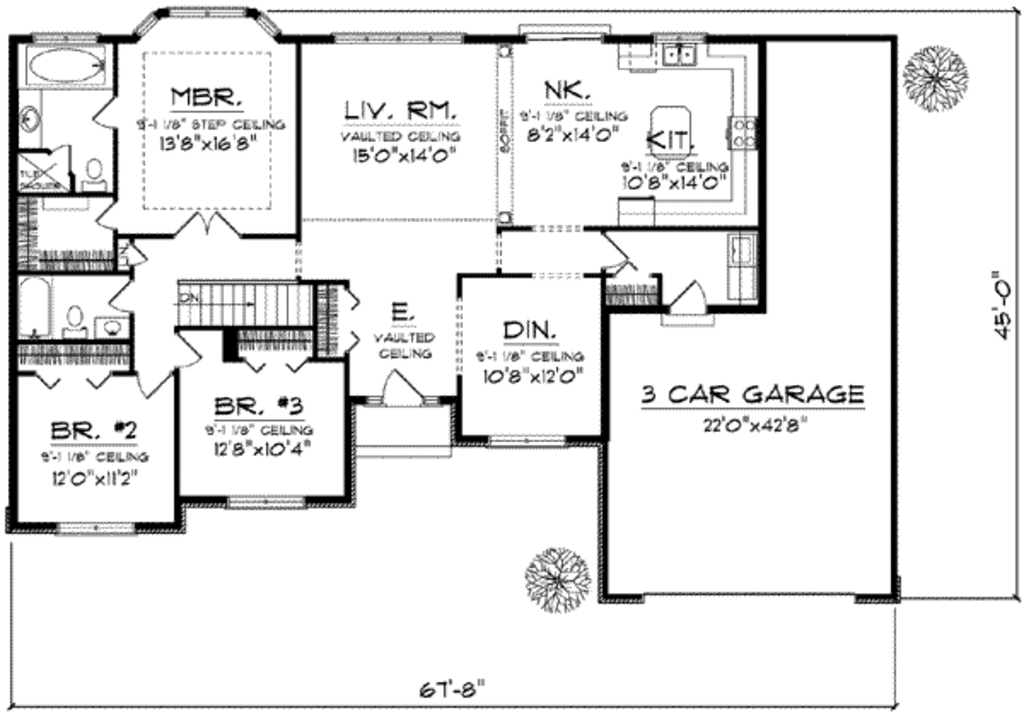 MBR.
9'-1 1/8" STEP CEILING
13'8"x16'8"
LIV. RM.
VAULTED CEILING
15'0"x14'0"
SOFFIT
NK.
9'-1 1/8" CEILING
8'2"x14'0"
KIT.
9'-1 1/8" CEILING
10'8"x14'0"
TILE
DN.
E.
VAULTED
CEILING
DIN.
9'-1 1/8" CEILING
10'8"x12'0"
BR. #2
9'-1 1/8" CEILING
12'0"x11'2"
BR. #3
9'-1 1/8" CEILING
12'8"x10'4"
3 CAR GARAGE
22'0"x42'8"
45'-0"
67'-8"